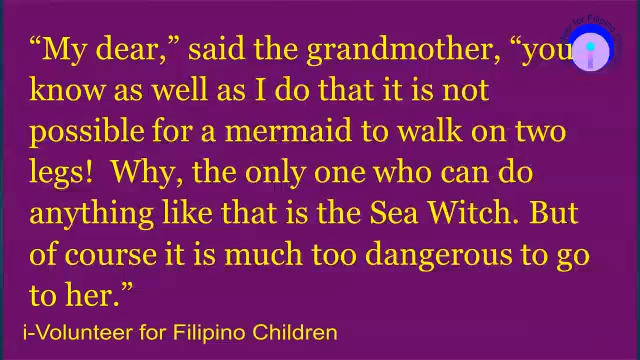 “My dear,” said the grandmother, “you
know as well as I do that it is not
possible for a mermaid to walk on two
legs!  Why, the only one who can do
anything like that is the Sea Witch. But
of course it is much too dangerous to go
to her.”
i-Volunteer for Filipino Children